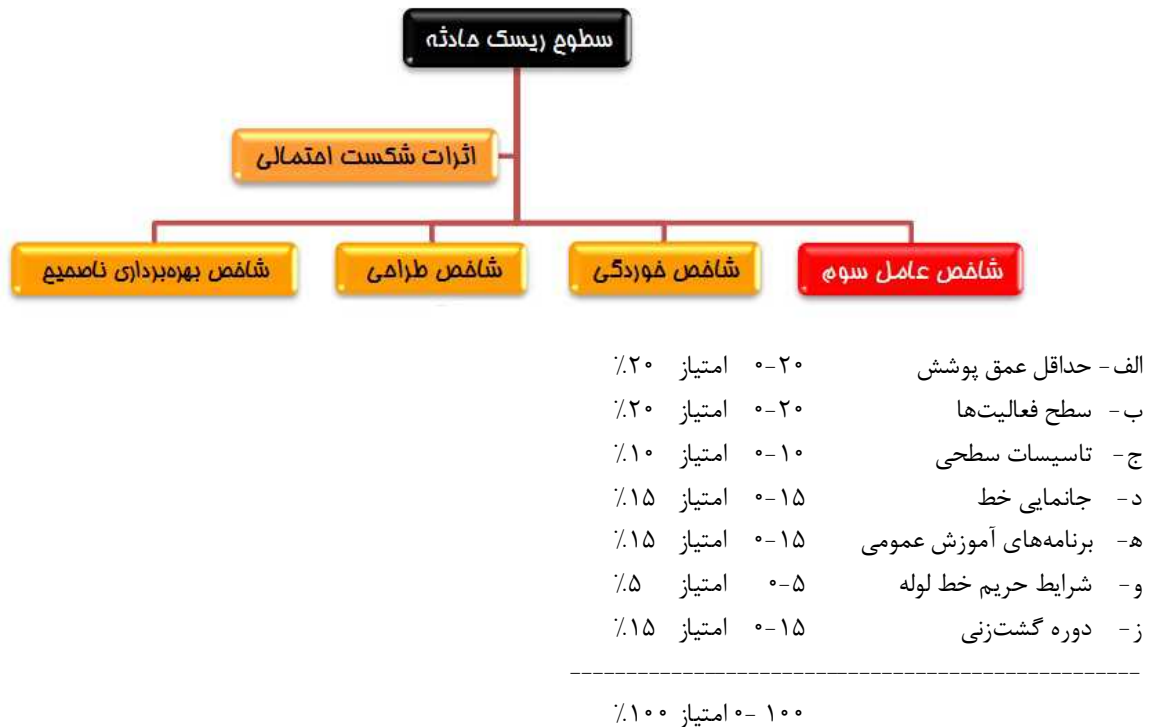 سطوح ریسک حادثه
اثرات شکست احتمالی
شاخص عامل سوم شاخص خوردگی شاخص طراحی شاخص بهره‌برداری ناصحیح
الف- حداقل عمق پوشش ۰-۲۰ امتیاز ۲۰٪
ب- سطح فعالیت‌ها ۰-۲۰ امتیاز ۲۰٪
ج- تاسیسات سطحی ۰-۱۰ امتیاز ۱۰٪
د- جانمایی خط ۰-۱۵ امتیاز ۱۵٪
ه- برنامه‌های آموزش عمومی ۰-۱۵ امتیاز ۱۵٪
و- شرایط حریم خط لوله ۰-۵ امتیاز ۵٪
ز- دوره گشت‌زنی ۰-۱۵ امتیاز ۱۵٪
۰-۱۰۰ امتیاز ۱۰۰٪